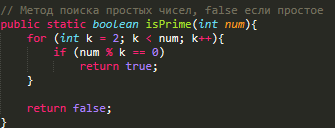 // Метод поиска простых чисел, false если простое
public static boolean isPrime(int num){
    for (int k = 2; k < num; k++){
        if (num % k == 0)
            return true;
    }

    return false;
}